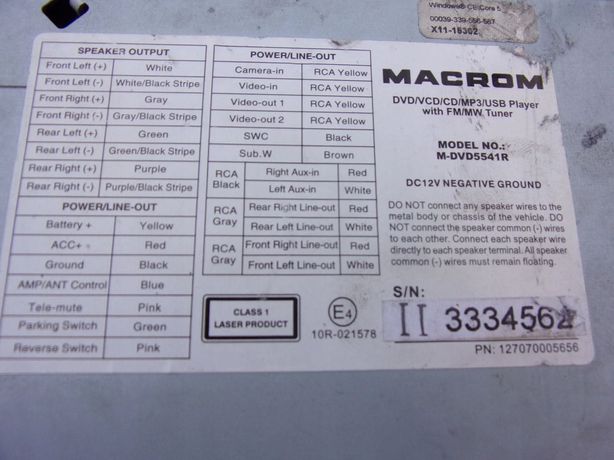 Windows® CE Core 5
00039-339-556-667
X11-15302
SPEAKER OUTPUT
Front Left (+) White
Front Left (-) White/Black Stripe
Front Right (+) Gray
Front Right (-) Gray/Black Stripe
Rear Left (+) Green
Rear Left (-) Green/Black Stripe
Rear Right (+) Purple
Rear Right (-) Purple/Black Stripe
POWER/LINE-OUT
Battery + Yellow
ACC+ Red
Ground Black
AMP/ANT Control Blue
Tele-mute Pink
Parking Switch Green
Reverse Switch Pink
POWER/LINE-OUT
Camera-in RCA Yellow
Video-in RCA Yellow
Video-out 1 RCA Yellow
Video-out 2 RCA Yellow
SWC Black
Sub.W Brown
RCA Black Right Aux-in Red
Left Aux-in White
RCA Gray Rear Right Line-out Red
Rear Left Line-out White
RCA Gray Front Right Line-out Red
Front Left Line-out White
CLASS 1
LASER PRODUCT
E4
10R-021578
MACROM
DVD/VCD/CD/MP3/USB Player
with FM/MW Tuner
MODEL NO.:
M-DVD5541R
DC12V NEGATIVE GROUND
DO NOT connect any speaker wires to the
metal body or chassis of the vehicle. DO
NOT connect the speaker common (-) wires
to each other. Connect each speaker wire
directly to each speaker terminal. All speaker
common (-) wires must remain floating.
S/N:
II 3334562
PN: 127070005656